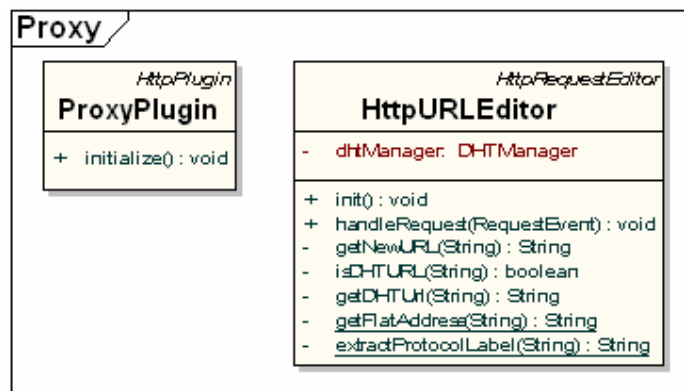 Proxy
HttpPlugin
ProxyPlugin
+ initialize() : void
HttpRequestEditor
HttpURLEditor
- dhtManager: DHTManager
+ init() : void
+ handleRequest(RequestEvent) : void
- getNewURL(String) : String
- isDHTURL(String) : boolean
- getDHTUrl(String) : String
- getFlatAddress(String) : String
- extractProtocolLabel(String) : String